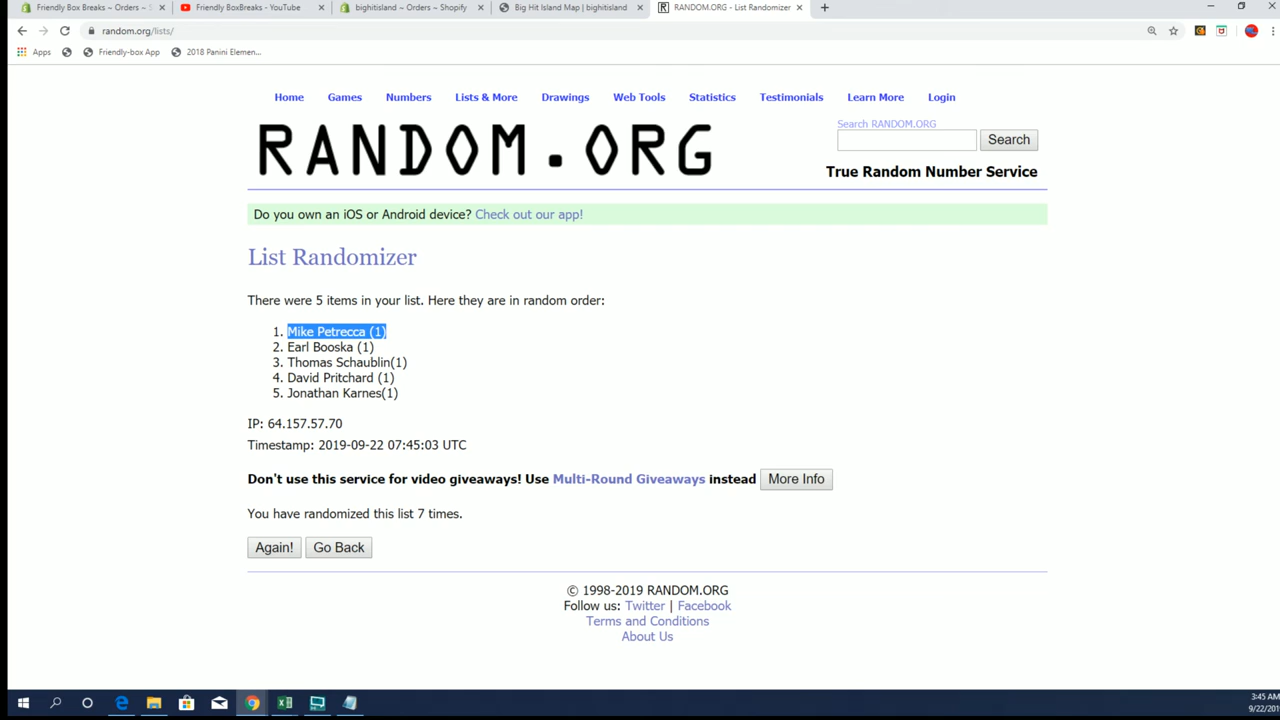 Friendly Box Breaks ~ Orders ~ S
Friendly BoxBreaks - YouTube
bighitisland ~ Orders ~ Shopify
Big Hit Island Map | bighitisland
RANDOM.ORG - List Randomizer
random.org/lists/
Apps
Friendly-box App
2018 Panini Elemen...
Home
Games
Numbers
Lists & More
Drawings
Web Tools
Statistics
Testimonials
Learn More
Login
RANDOM.ORG
Search RANDOM.ORG
Search
True Random Number Service
Do you own an iOS or Android device? Check out our app!
List Randomizer
There were 5 items in your list. Here they are in random order:
1. Mike Petrecca (1)
2. Earl Booska (1)
3. Thomas Schaublin(1)
4. David Pritchard (1)
5. Jonathan Karnes(1)
IP: 64.157.57.70
Timestamp: 2019-09-22 07:45:03 UTC
Don't use this service for video giveaways! Use Multi-Round Giveaways instead More Info
You have randomized this list 7 times.
Again! Go Back
© 1998-2019 RANDOM.ORG
Follow us: Twitter | Facebook
Terms and Conditions
About Us
3:45 AM
9/22/201